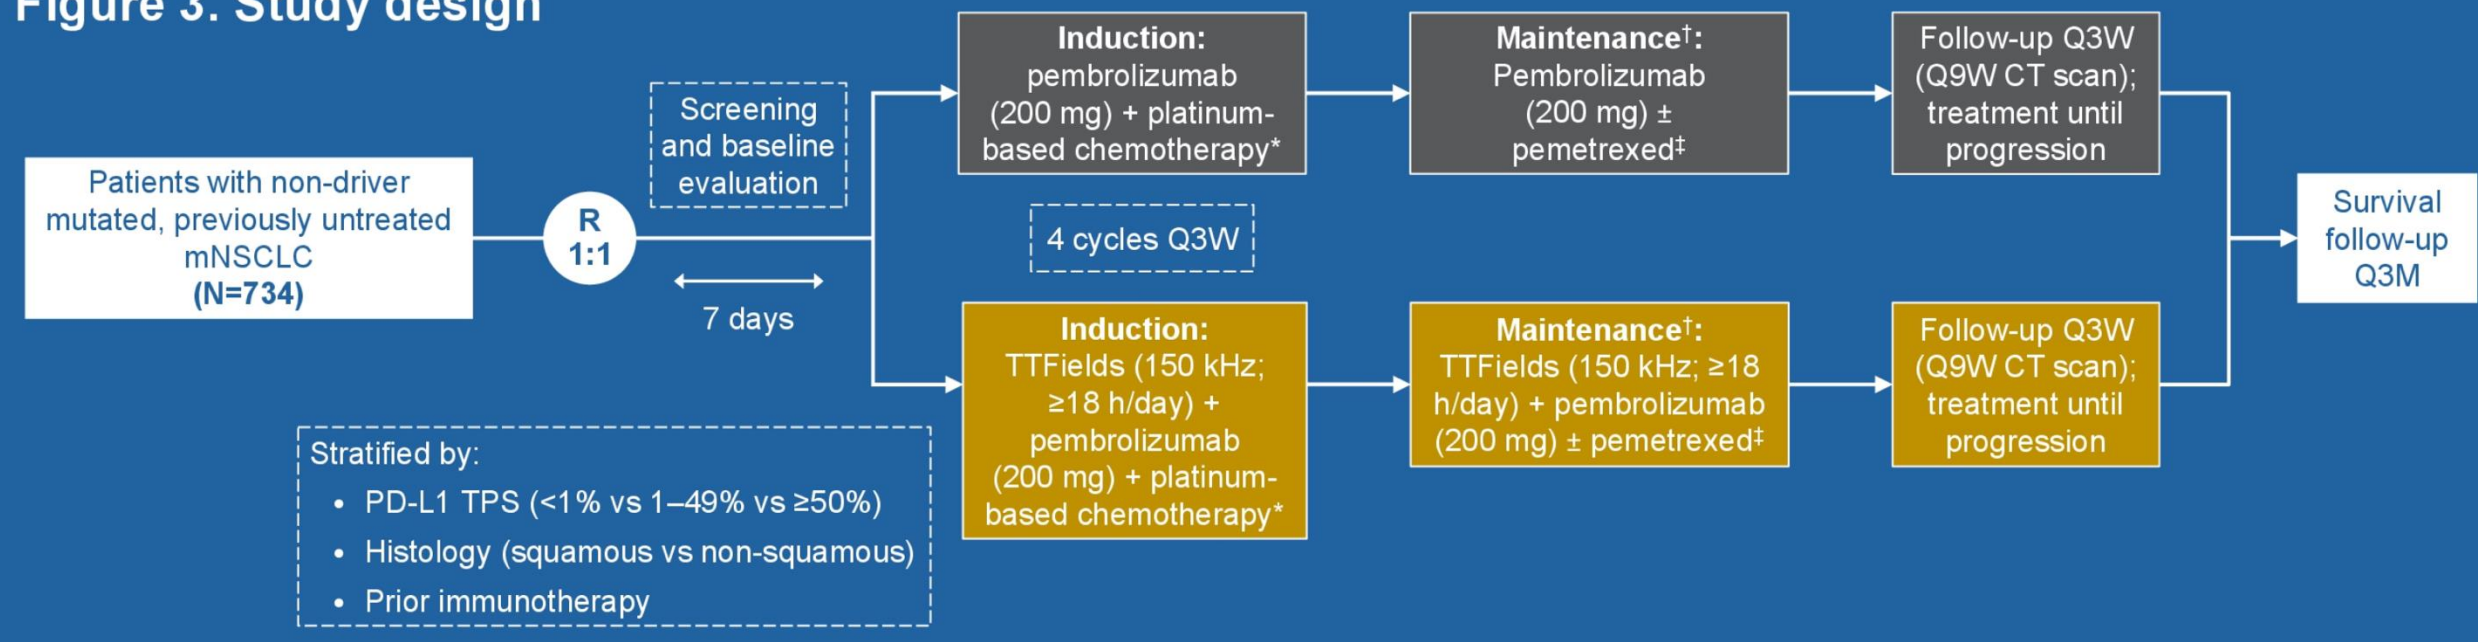 Figure 3. Study design
Patients with non-driver
mutated, previously untreated
mNSCLC
(N=734)
R
1:1
Screening
and baseline
evaluation
7 days
Induction:
pembrolizumab
(200 mg) + platinum-
based chemotherapy*
Maintenance†:
Pembrolizumab
(200 mg) ±
pemetrexed‡
Follow-up Q3W
(Q9W CT scan);
treatment until
progression
4 cycles Q3W
Induction:
TTFields (150 kHz;
≥18 h/day) +
pembrolizumab
(200 mg) + platinum-
based chemotherapy*
Maintenance†:
TTFields (150 kHz; ≥18
h/day) + pembrolizumab
(200 mg) ± pemetrexed‡
Follow-up Q3W
(Q9W CT scan);
treatment until
progression
Survival
follow-up
Q3M
Stratified by:
• PD-L1 TPS (<1% vs 1–49% vs ≥50%)
• Histology (squamous vs non-squamous)
• Prior immunotherapy